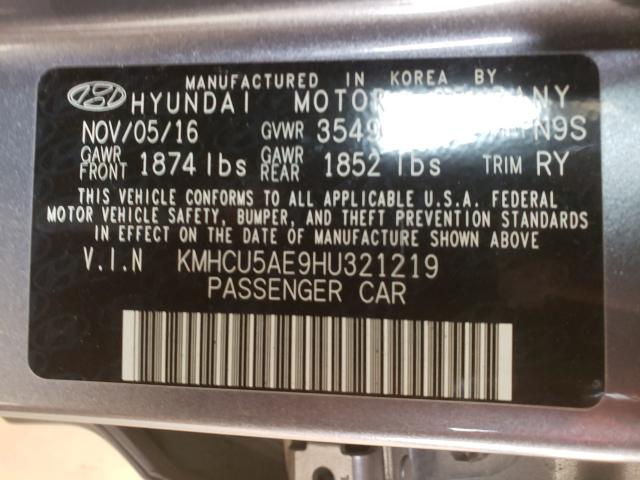 MANUFACTURED IN KOREA BY
HYUNDAI MOTOR
NOV/05/16 GVWR 3549 N9S
GAWR FRONT 1874 lbs GAWR REAR 1852 lbs TRIM RY
THIS VEHICLE CONFORMS TO ALL APPLICABLE U.S.A. FEDERAL
MOTOR VEHICLE SAFETY, BUMPER, AND THEFT PREVENTION STANDARDS
IN EFFECT ON THE DATE OF MANUFACTURE SHOWN ABOVE
V.I.N KMHCU5AE9HU321219
PASSENGER CAR